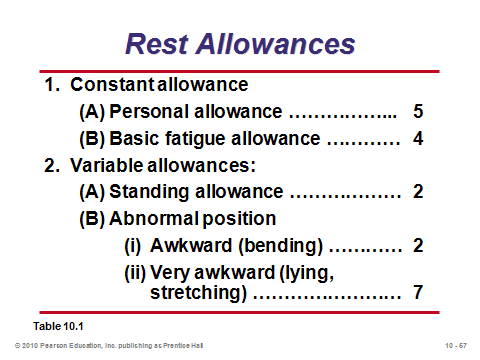 Rest Allowances
1. Constant allowance
(A) Personal allowance …………….. 5
(B) Basic fatigue allowance ………… 4
2. Variable allowances:
(A) Standing allowance ……………… 2
(B) Abnormal position
(i) Awkward (bending) ………… 2
(ii) Very awkward (lying,
stretching) …………………… 7
Table 10.1
© 2010 Pearson Education, Inc. publishing as Prentice Hall
10 - 67